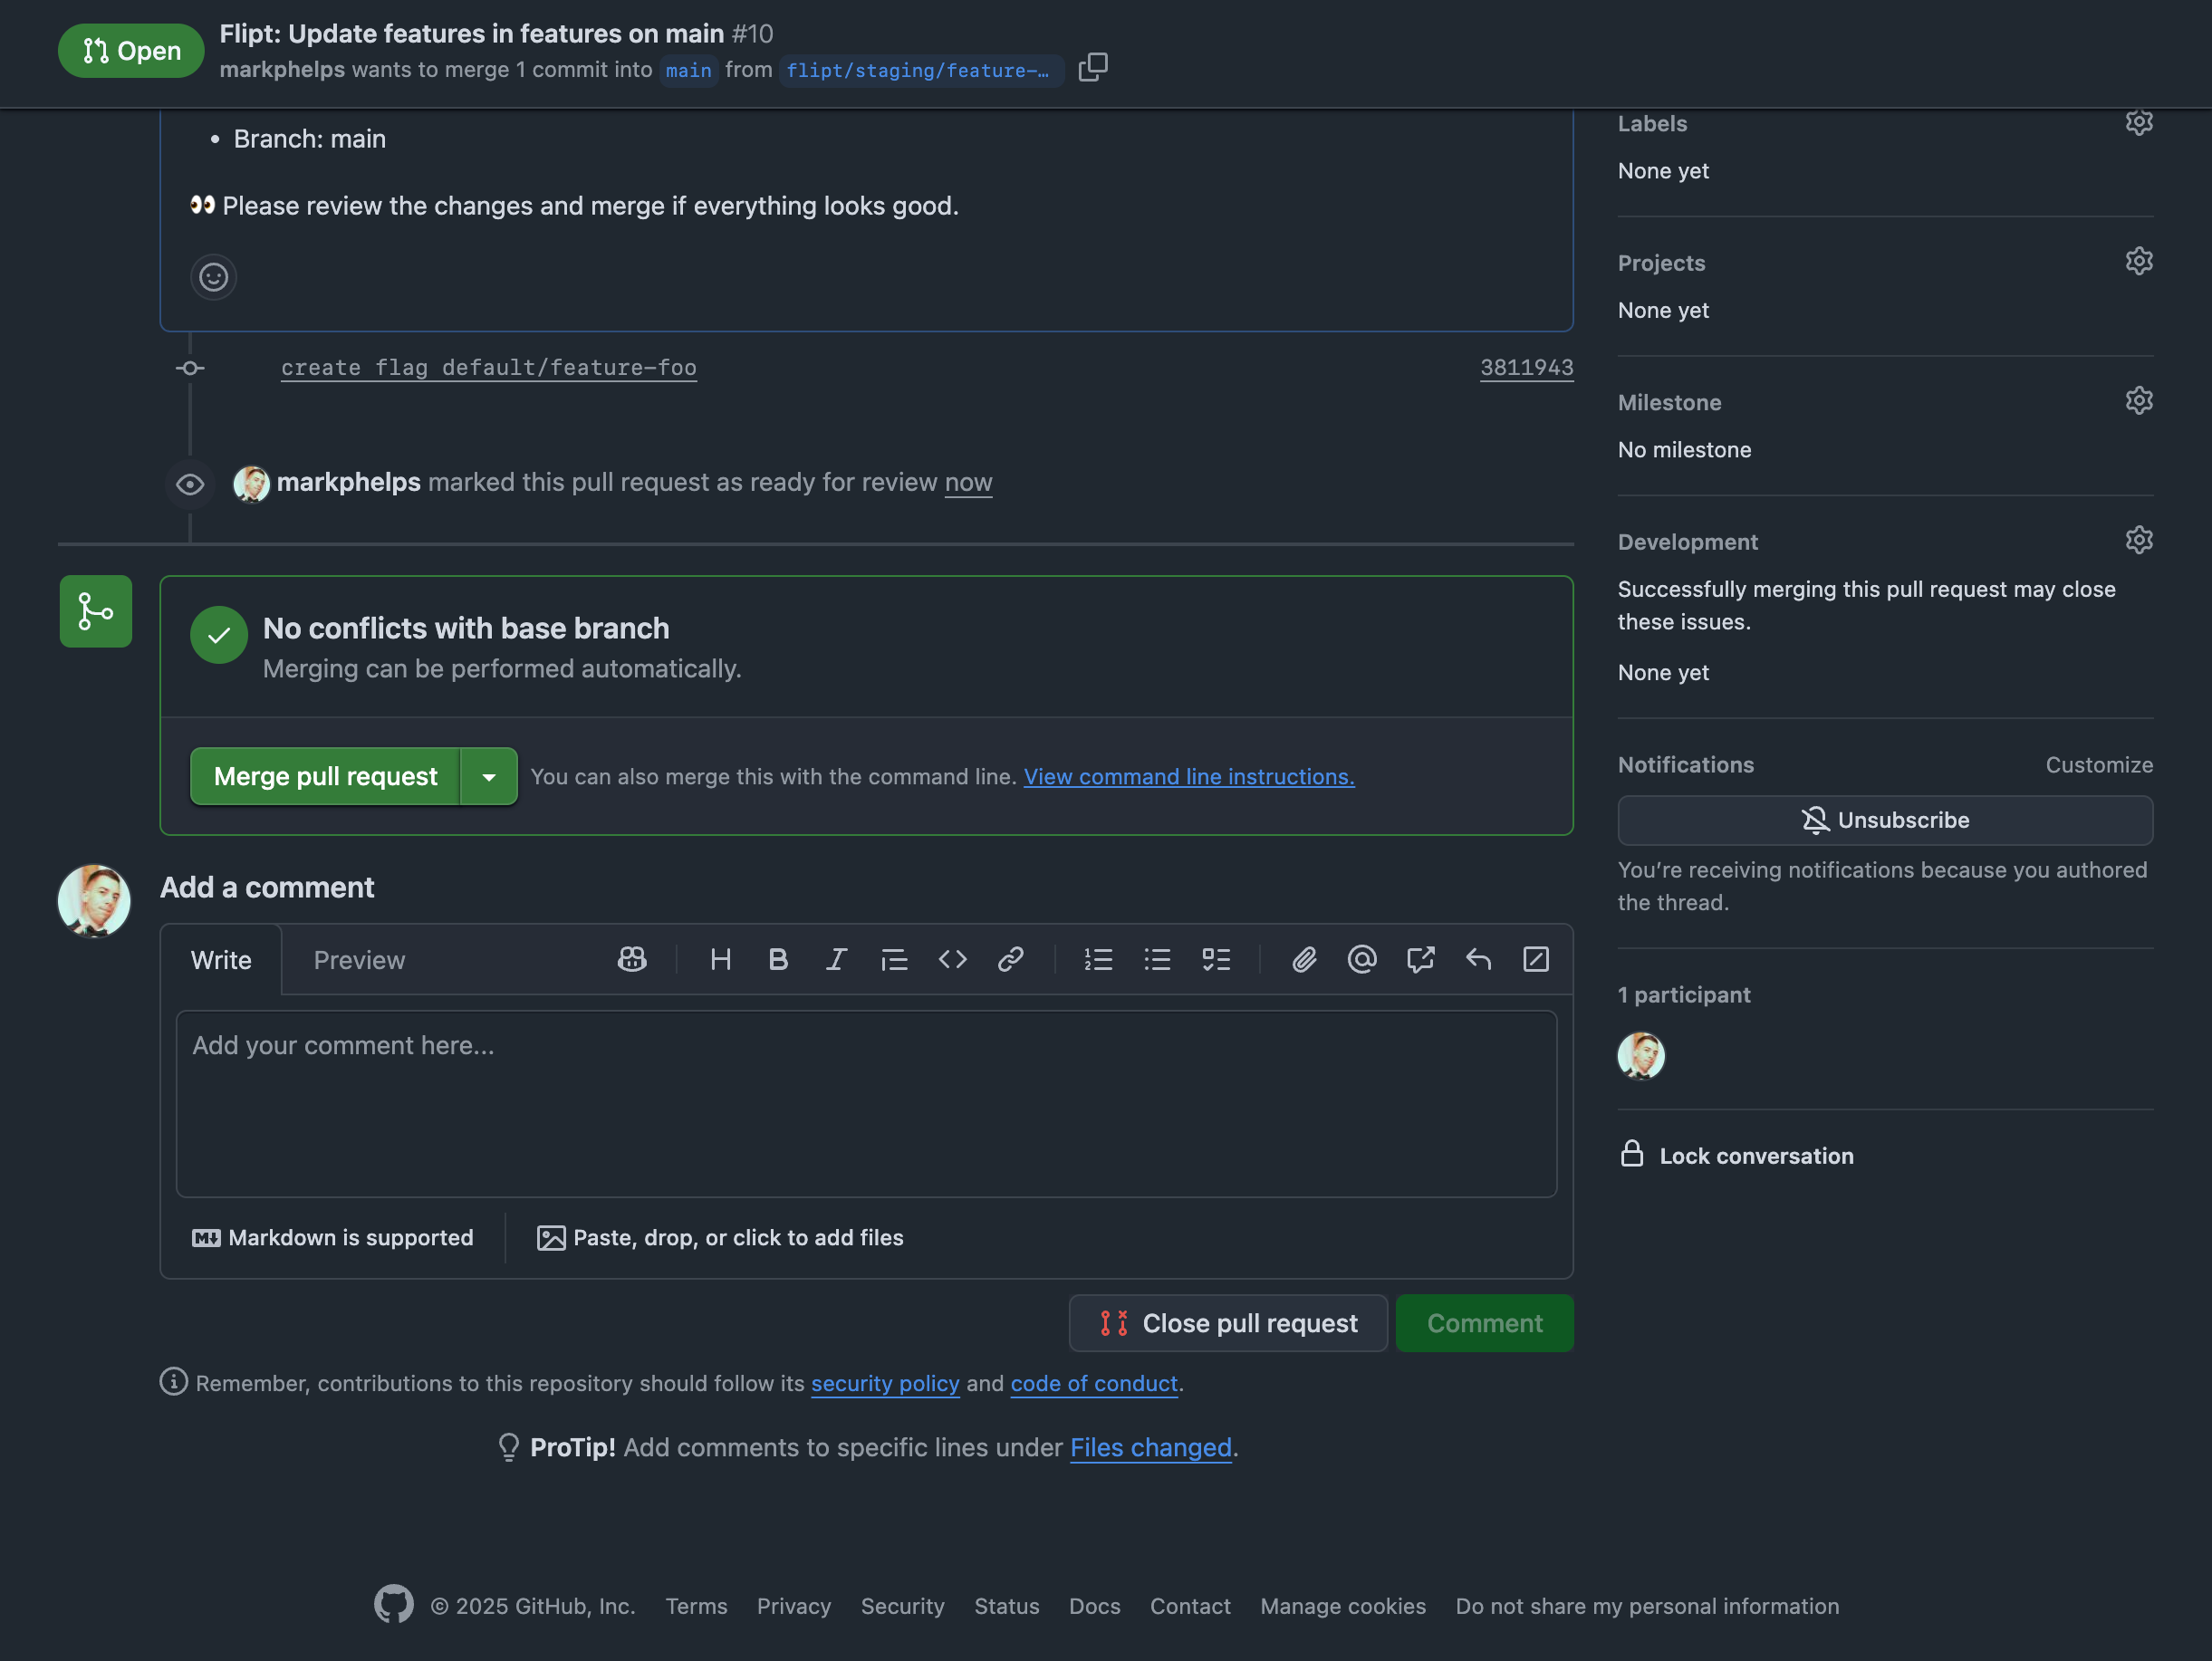 Open
Flipt: Update features in features on main #10
markphelps wants to merge 1 commit into main from flipt/staging/feature-…
• Branch: main
👀 Please review the changes and merge if everything looks good.
create flag default/feature-foo 3811943
markphelps marked this pull request as ready for review now
No conflicts with base branch
Merging can be performed automatically.
Merge pull request
You can also merge this with the command line. View command line instructions.
Add a comment
Write
Preview
Add your comment here...
Markdown is supported
Paste, drop, or click to add files
Close pull request
Comment
Remember, contributions to this repository should follow its security policy and code of conduct.
ProTip! Add comments to specific lines under Files changed.
Labels
None yet
Projects
None yet
Milestone
No milestone
Development
Successfully merging this pull request may close
these issues.
None yet
Notifications
Customize
Unsubscribe
You’re receiving notifications because you authored
the thread.
1 participant
Lock conversation
© 2025 GitHub, Inc.
Terms
Privacy
Security
Status
Docs
Contact
Manage cookies
Do not share my personal information